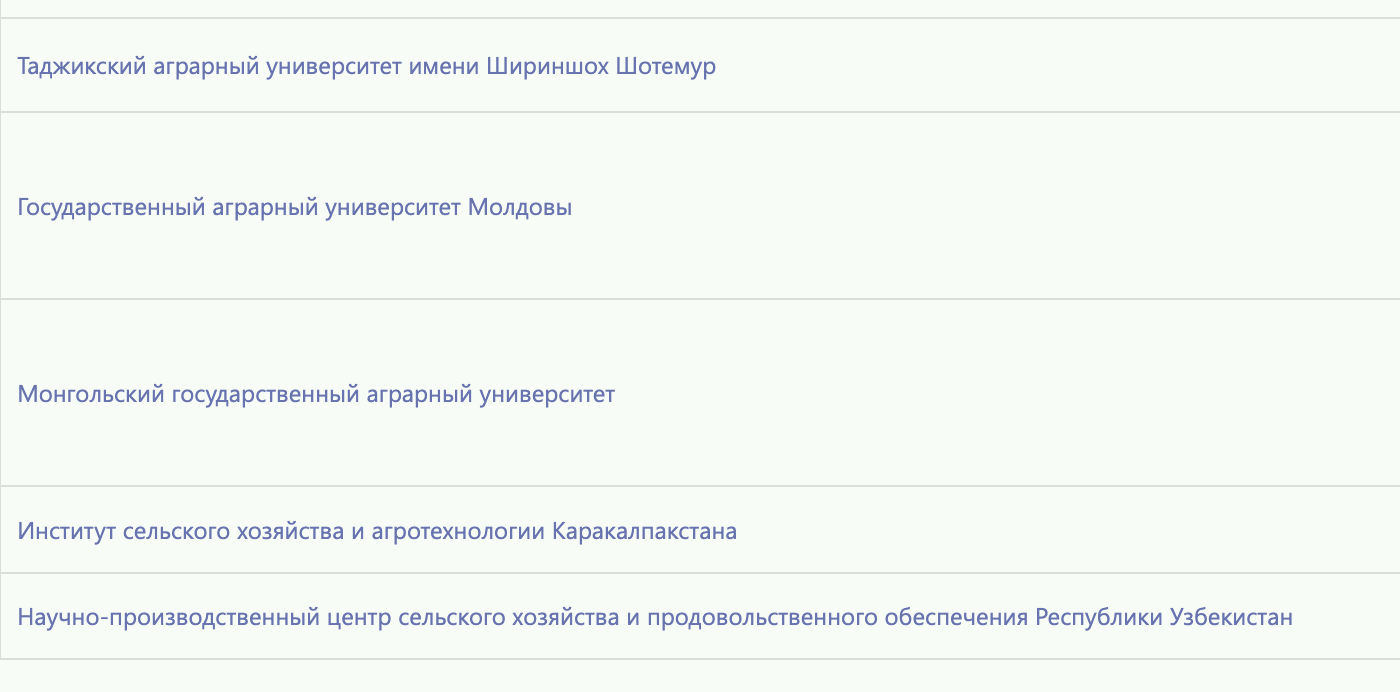 Таджикский аграрный университет имени Шириншох Шотемур
Государственный аграрный университет Молдовы
Монгольский государственный аграрный университет
Институт сельского хозяйства и агротехнологии Каракалпакстана
Научно-производственный центр сельского хозяйства и продовольственного обеспечения Республики Узбекистан